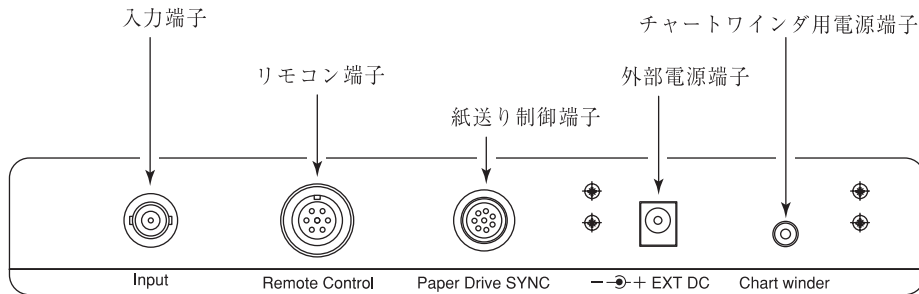 入力端子
チャートワインダ用電源端子
リモコン端子
外部電源端子
紙送り制御端子
Input
Remote Control
Paper Drive SYNC
− + EXT DC
Chart winder